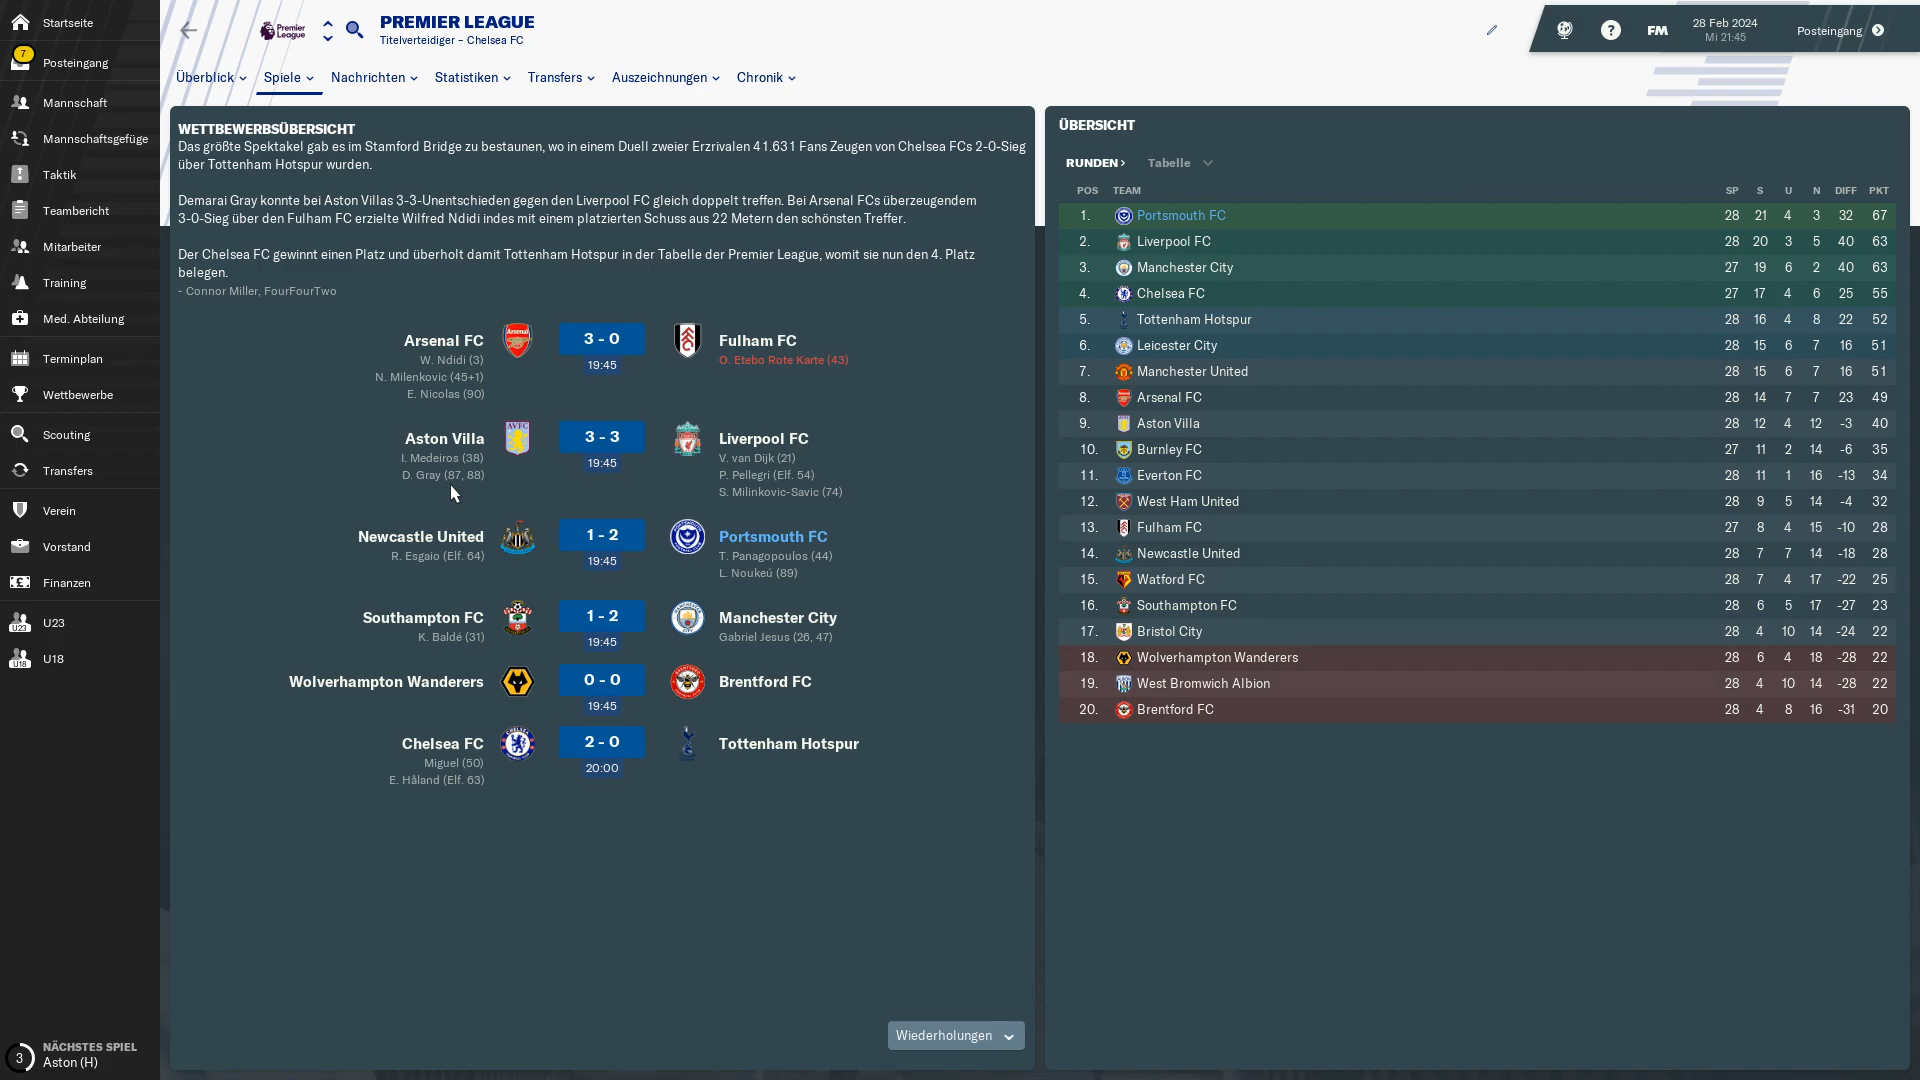 Startseite
7
Posteingang
Mannschaft
Mannschaftsgefüge
Taktik
Teambericht
Mitarbeiter
Training
Med. Abteilung
Terminplan
Wettbewerbe
Scouting
Transfers
Verein
Vorstand
Finanzen
U23
U23
U18
U18
3
NÄCHSTES SPIEL
Aston (H)
Premier League
PREMIER LEAGUE
Titelverteidiger – Chelsea FC
? FM 28 Feb 2024
Mi 21:45
Posteingang
Überblick Spiele Nachrichten Statistiken Transfers Auszeichnungen Chronik
WETTBEWERBSÜBERSICHT
Das größte Spektakel gab es im Stamford Bridge zu bestaunen, wo in einem Duell zweier Erzrivalen 41.631 Fans Zeugen von Chelsea FCs 2-0-Sieg
über Tottenham Hotspur wurden.
Demarai Gray konnte bei Aston Villas 3-3-Unentschieden gegen den Liverpool FC gleich doppelt treffen. Bei Arsenal FCs überzeugendem
3-0-Sieg über den Fulham FC erzielte Wilfred Ndidi indes mit einem platzierten Schuss aus 22 Metern den schönsten Treffer.
Der Chelsea FC gewinnt einen Platz und überholt damit Tottenham Hotspur in der Tabelle der Premier League, womit sie nun den 4. Platz
belegen.
- Connor Miller, FourFourTwo
Arsenal FC 3 - 0 Fulham FC
W. Ndidi (3) 19:45 O. Etebo Rote Karte (43)
N. Milenkovic (45+1)
E. Nicolas (90)
Aston Villa 3 - 3 Liverpool FC
I. Medeiros (38) 19:45 V. van Dijk (21)
D. Gray (87, 88) P. Pellegri (Elf. 54)
S. Milinkovic-Savic (74)
Newcastle United 1 - 2 Portsmouth FC
R. Esgaio (Elf. 64) 19:45 T. Panagopoulos (44)
L. Noukeú (89)
Southampton FC 1 - 2 Manchester City
K. Baldé (31) 19:45 Gabriel Jesus (26, 47)
Wolverhampton Wanderers 0 - 0 Brentford FC
19:45
Chelsea FC 2 - 0 Tottenham Hotspur
Miguel (50) 20:00
E. Håland (Elf. 63)
Wiederholungen
ÜBERSICHT
RUNDEN> Tabelle
POS TEAM SP S U N DIFF PKT
1. Portsmouth FC 28 21 4 3 32 67
2. Liverpool FC 28 20 3 5 40 63
3. Manchester City 27 19 6 2 40 63
4. Chelsea FC 27 17 4 6 25 55
5. Tottenham Hotspur 28 16 4 8 22 52
6. Leicester City 28 15 6 7 16 51
7. Manchester United 28 15 6 7 16 51
8. Arsenal FC 28 14 7 7 23 49
9. Aston Villa 28 12 4 12 -3 40
10. Burnley FC 27 11 2 14 -6 35
11. Everton FC 28 11 1 16 -13 34
12. West Ham United 28 9 5 14 -4 32
13. Fulham FC 27 8 4 15 -10 28
14. Newcastle United 28 7 7 14 -18 28
15. Watford FC 28 7 4 17 -22 25
16. Southampton FC 28 6 5 17 -27 23
17. Bristol City 28 4 10 14 -24 22
18. Wolverhampton Wanderers 28 6 4 18 -28 22
19. West Bromwich Albion 28 4 10 14 -28 22
20. Brentford FC 28 4 8 16 -31 20